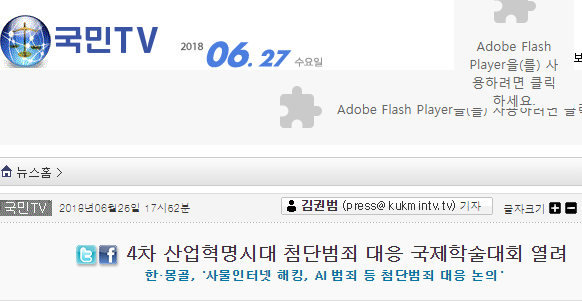 국민TV
2018 06. 27 수요일
Adobe Flash
Player을(를) 사
용하려면 클릭
하세요.
보
Adobe Flash Player을(를) 사용하려면 클릭
뉴스홈 >
국민TV 2018년06월26일 17시52분
김권범 (press@kukmintv.tv) 기자
글자크기
4차 산업혁명시대 첨단범죄 대응 국제학술대회 열려
한·몽골, '사물인터넷 해킹, AI 범죄 등 첨단범죄 대응 논의'